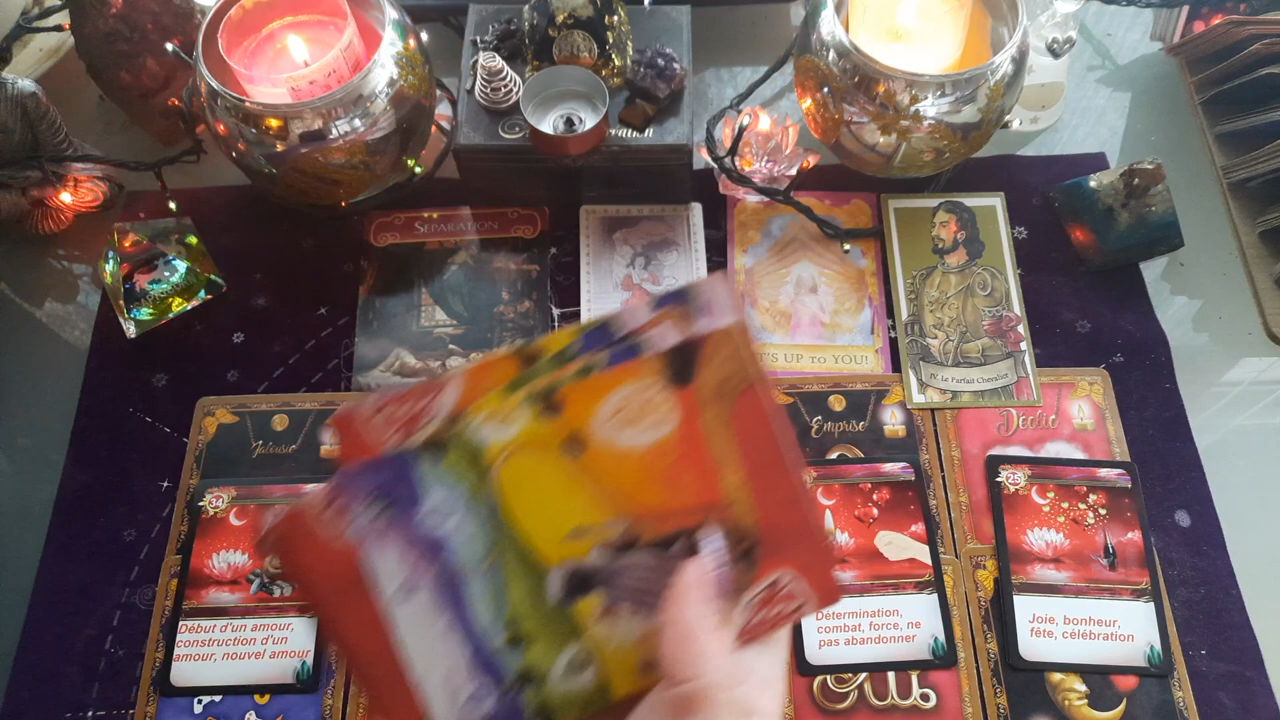 SEPARATION
T'S UP to YOU!
IV. Le Parfait Chevalier
Jalousie
Emprise
Déclic
34
25
Début d'un amour,
construction d'un
amour, nouvel amour
Détermination,
combat, force, ne
pas abandonner
Joie, bonheur,
fête, célébration
Oui